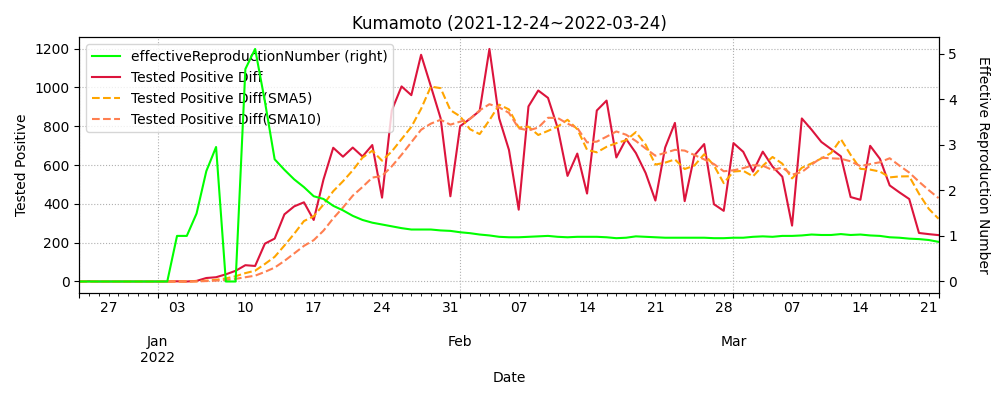 Kumamoto (2021-12-24~2022-03-24)
effectiveReproductionNumber (right)
Tested Positive Diff
Tested Positive Diff(SMA5)
Tested Positive Diff(SMA10)
Tested Positive
1200
1000
800
600
400
200
0
Effective Reproduction Number
5
4
3
2
1
0
27 03 10 17 24 31 07 14 21 28 07 14 21
Jan Feb Mar
2022
Date